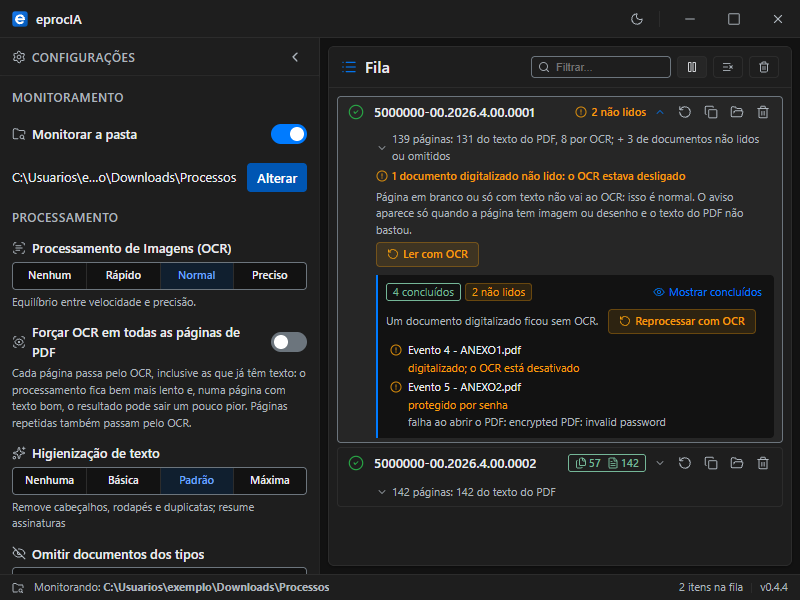 eprocIA
CONFIGURAÇÕES
MONITORAMENTO
Monitorar a pasta
C:\Usuarios\e...o\Downloads\Processos
Alterar
PROCESSAMENTO
Processamento de Imagens (OCR)
Nenhum Rápido Normal Preciso
Equilíbrio entre velocidade e precisão.
Forçar OCR em todas as páginas de
PDF
Cada página passa pelo OCR, inclusive as que já têm texto: o
processamento fica bem mais lento e, numa página com
texto bom, o resultado pode sair um pouco pior. Páginas
repetidas também passam pelo OCR.
Higienização de texto
Nenhuma Básica Padrão Máxima
Remove cabeçalhos, rodapés e duplicatas; resume
assinaturas
Omitir documentos dos tipos
Fila
Filtrar...
5000000-00.2026.4.00.0001
2 não lidos
139 páginas: 131 do texto do PDF, 8 por OCR; + 3 de documentos não lidos
ou omitidos
1 documento digitalizado não lido: o OCR estava desligado
Página em branco ou só com texto não vai ao OCR: isso é normal. O aviso
aparece só quando a página tem imagem ou desenho e o texto do PDF não
bastou.
Ler com OCR
4 concluídos 2 não lidos
Mostrar concluídos
Um documento digitalizado ficou sem OCR.
Reprocessar com OCR
Evento 4 - ANEXO1.pdf
digitalizado; o OCR está desativado
Evento 5 - ANEXO2.pdf
protegido por senha
falha ao abrir o PDF: encrypted PDF: invalid password
5000000-00.2026.4.00.0002
57 142
142 páginas: 142 do texto do PDF
Monitorando: C:\Usuarios\exemplo\Downloads\Processos
2 itens na fila
v0.4.4